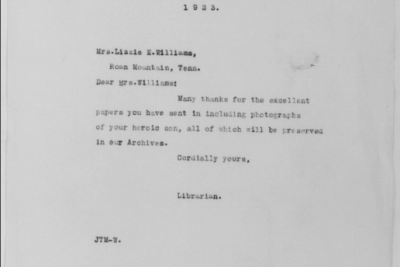 1923.
Mrs.Lizzie E.Williams,
Roan Mountain, Tenn.
Dear Mrs.Williams:
Many thanks for the excellent
papers you have sent in including photographs
of your heroic son, all of which will be preserved
in our Archives.
Cordially yours,
Librarian.
JTM-W.